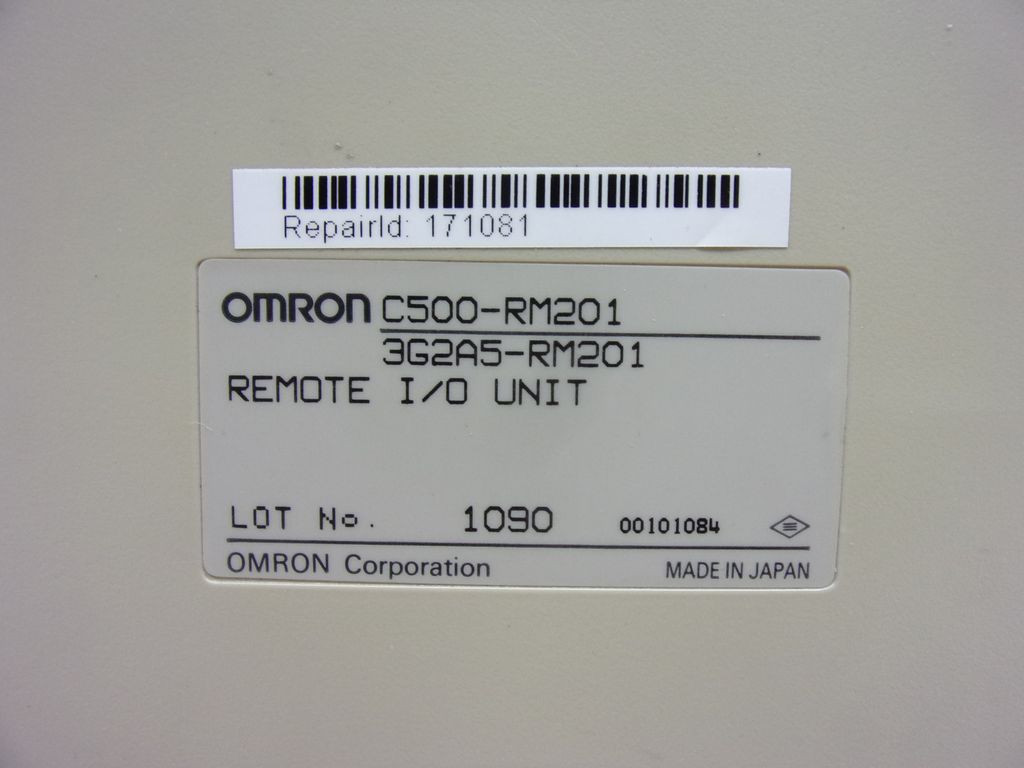 RepairId: 171081
OMRON C500-RM201
3G2A5-RM201
REMOTE I/O UNIT
LOT No. 1090 00101084
OMRON Corporation MADE IN JAPAN